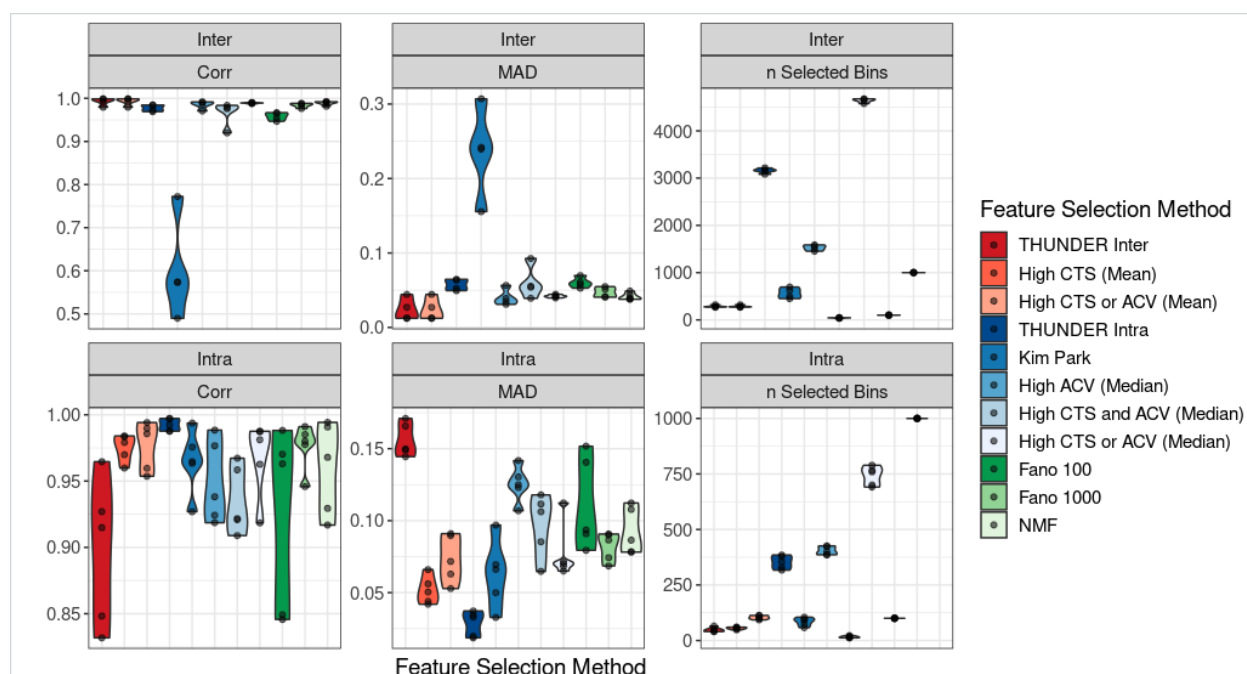 Inter
Inter
Inter
Corr
MAD
n Selected Bins
1.0
0.9
0.8
0.7
0.6
0.5
0.3
0.2
0.1
0.0
4000
3000
2000
1000
0
Intra
Intra
Intra
Corr
MAD
n Selected Bins
1.00
0.95
0.90
0.85
0.15
0.10
0.05
1000
750
500
250
0
Feature Selection Method
Feature Selection Method
THUNDER Inter
High CTS (Mean)
High CTS or ACV (Mean)
THUNDER Intra
Kim Park
High ACV (Median)
High CTS and ACV (Median)
High CTS or ACV (Median)
Fano 100
Fano 1000
NMF